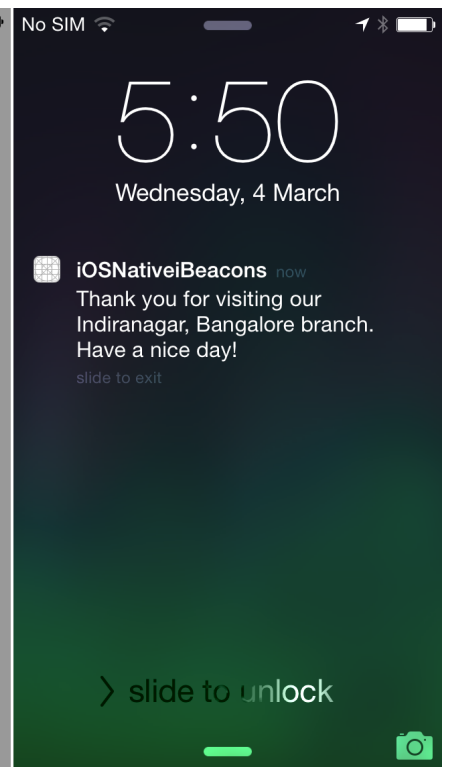 No SIM
5:50
Wednesday, 4 March
iOSNativeiBeacons now
Thank you for visiting our
Indiranagar, Bangalore branch.
Have a nice day!
slide to exit
> slide to unlock